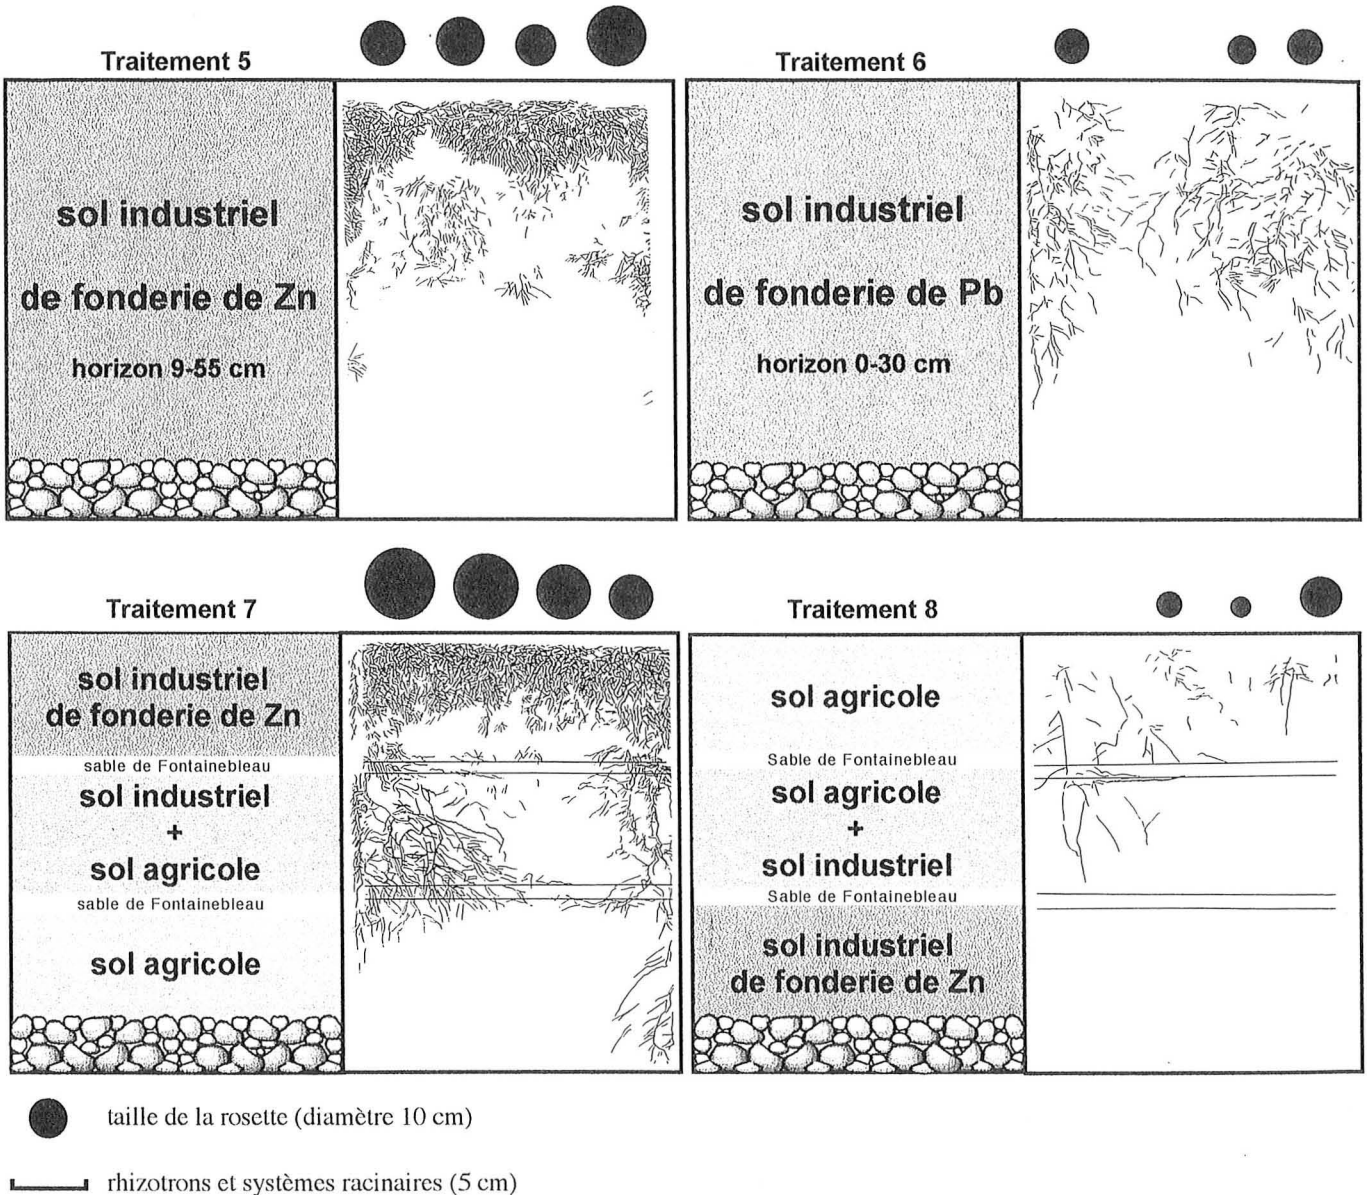 Traitement 5
sol industriel
de fonderie de Zn
horizon 9-55 cm
Traitement 6
sol industriel
de fonderie de Pb
horizon 0-30 cm
Traitement 7
sol industriel
de fonderie de Zn
sable de Fontainebleau
sol industriel
+
sol agricole
sable de Fontainebleau
sol agricole
Traitement 8
sol agricole
Sable de Fontainebleau
sol agricole
+
sol industriel
Sable de Fontainebleau
sol industriel
de fonderie de Zn
taille de la rosette (diamètre 10 cm)
rhizotrons et systèmes racinaires (5 cm)